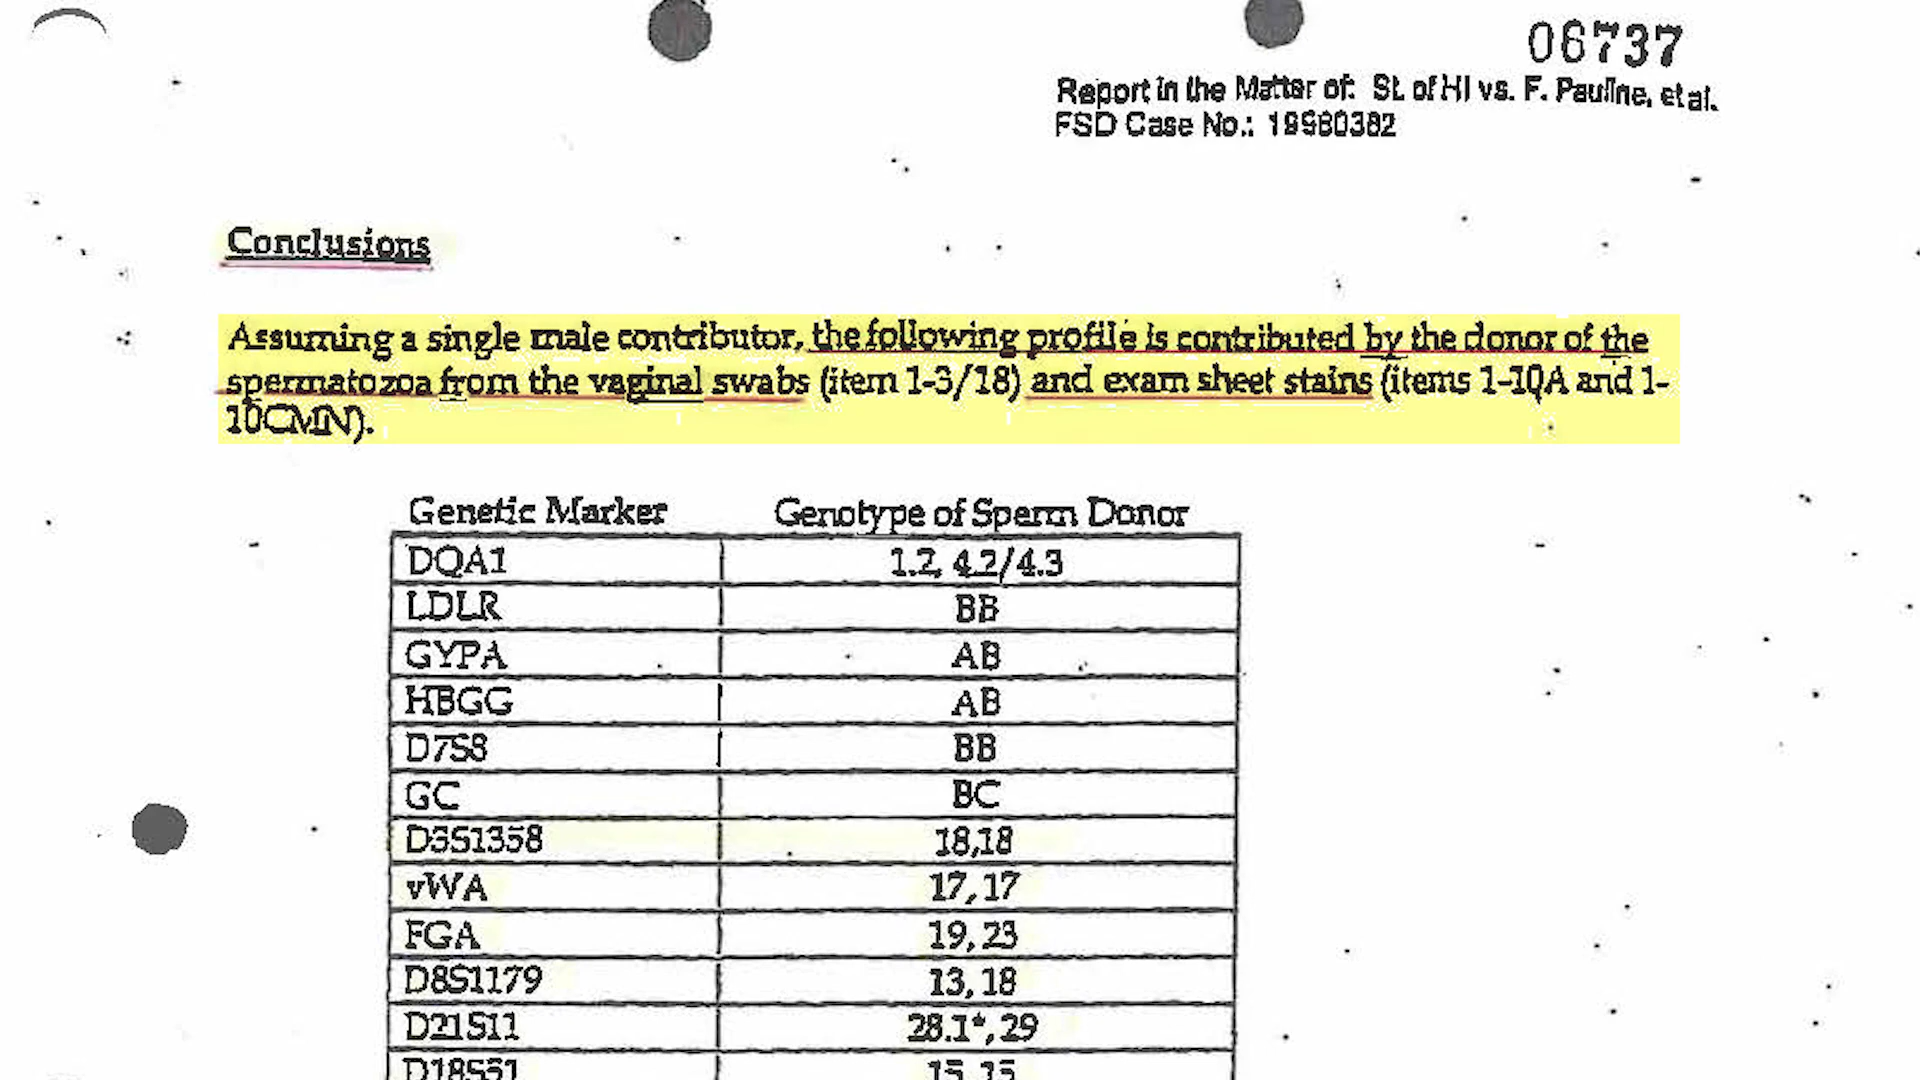 06737
Report in the Matter of: St. of HI vs. F. Pauline, et al.
FSD Case No.: 19980382
Conclusions
Assuming a single male contributor, the following profile is contributed by the donor of the
spermatozoa from the vaginal swabs (item 1-3/18) and exam sheet stains (items 1-10A and 1-
10CMN).
Genetic Marker Genotype of Sperm Donor
DQA1 1.2, 4.2/4.3
LDLR BB
GYPA AB
HBGG AB
D7S8 BB
GC BC
D3S1358 18,18
vWA 17, 17
FGA 19, 23
D8S1179 13, 18
D21S11 28.1*, 29
D18S51